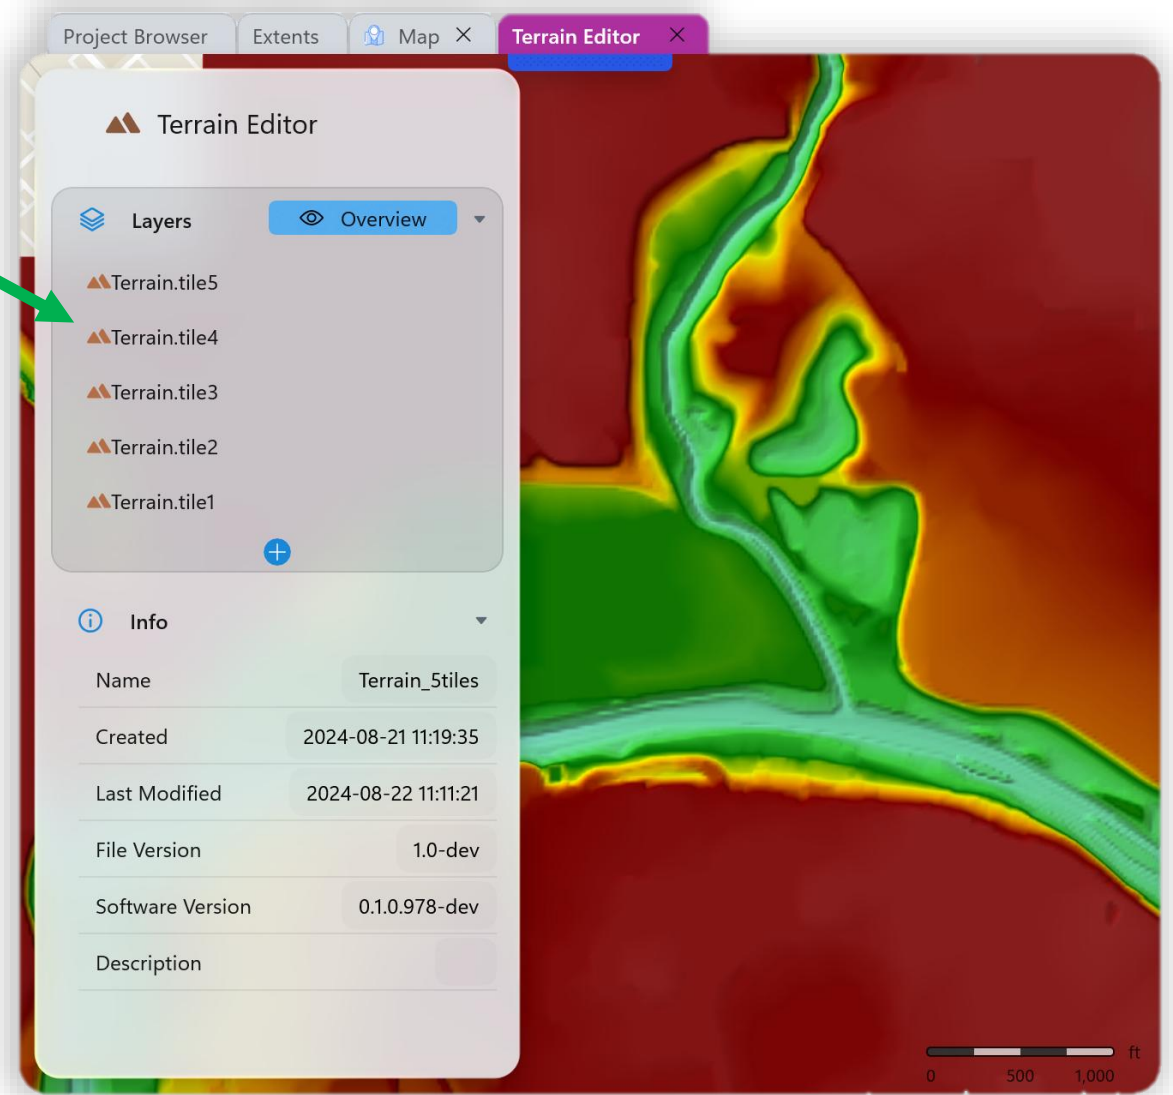 Project Browser Extents Map Terrain Editor
Terrain Editor
Layers Overview
Terrain.tile5
Terrain.tile4
Terrain.tile3
Terrain.tile2
Terrain.tile1
Info
Name Terrain_5tiles
Created 2024-08-21 11:19:35
Last Modified 2024-08-22 11:11:21
File Version 1.0-dev
Software Version 0.1.0.978-dev
Description
ft
0 500 1,000